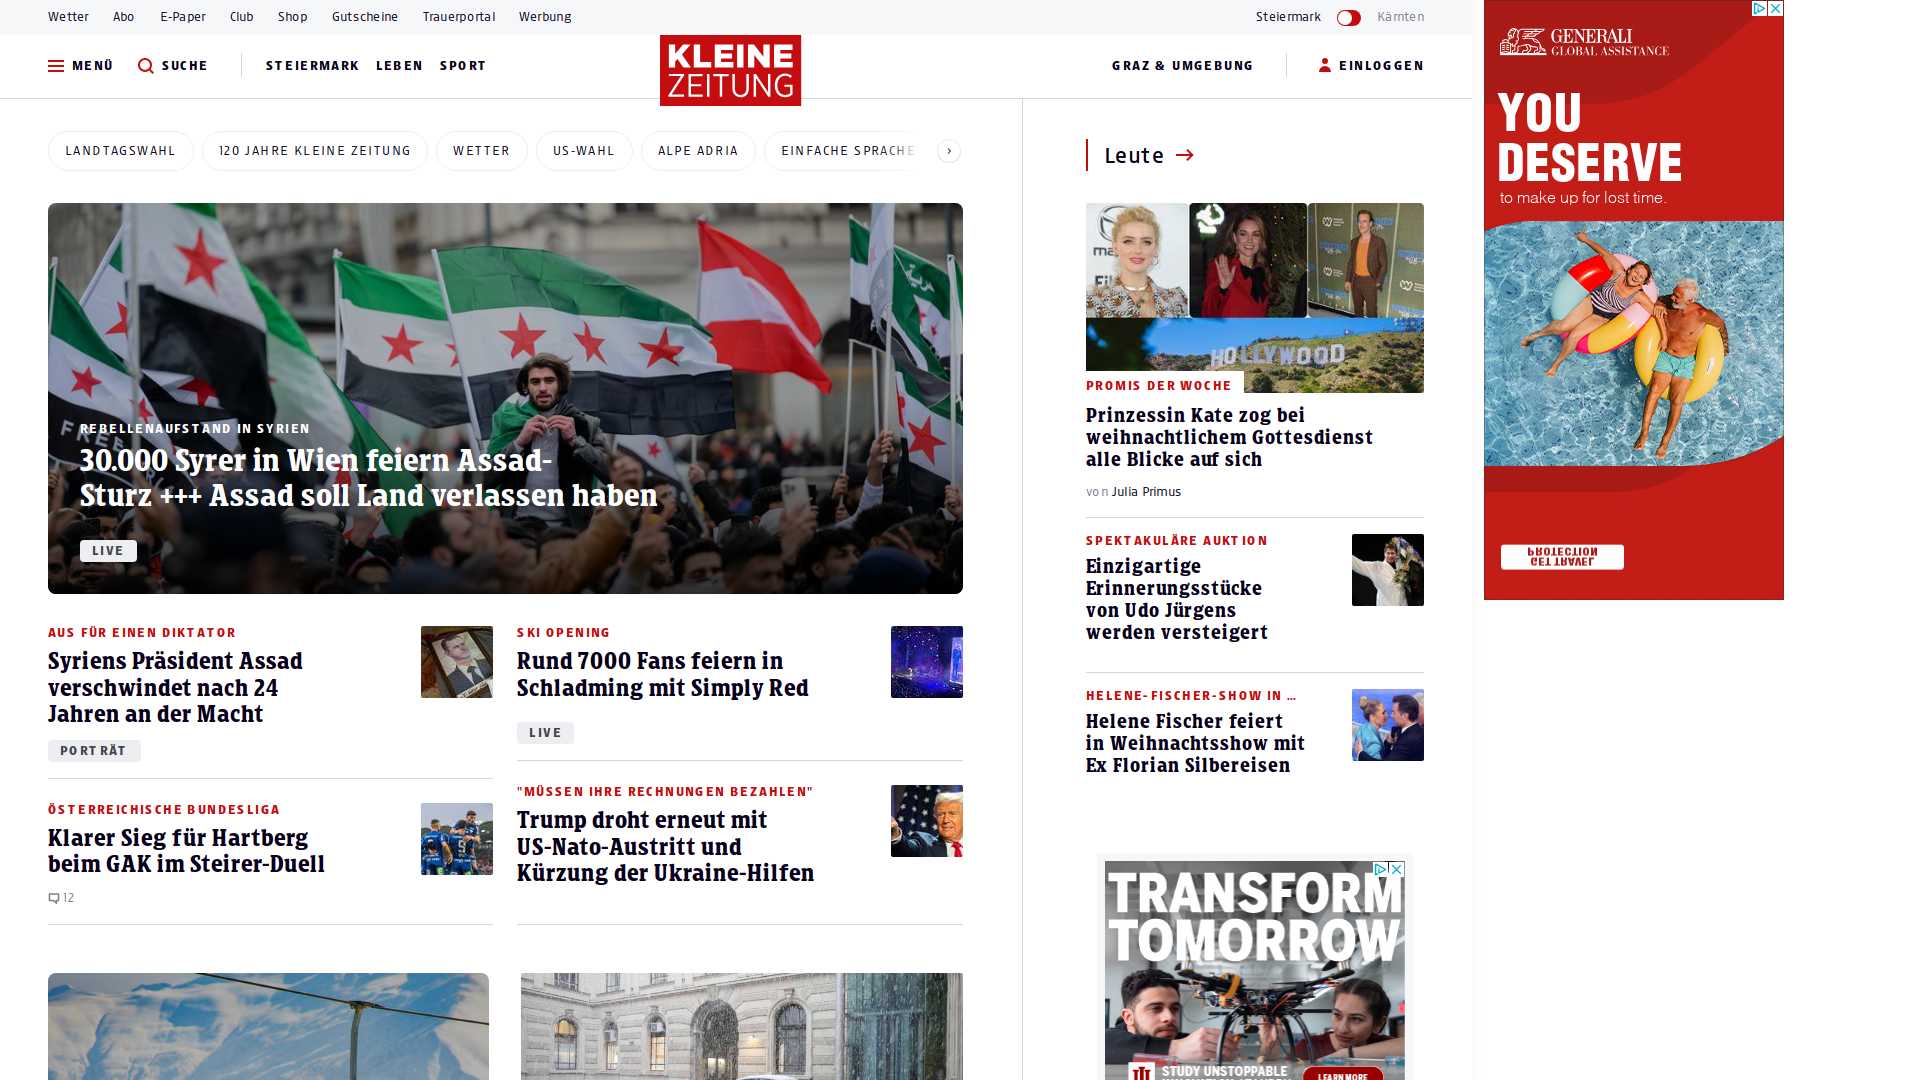 Wetter
Abo
E-Paper
Club
Shop
Gutscheine
Trauerportal
Werbung
Steiermark
Kärnten
MENÜ
SUCHE
STEIERMARK
LEBEN
SPORT
KLEINE
ZEITUNG
GRAZ & UMGEBUNG
EINLOGGEN
LANDTAGSWAHL
120 JAHRE KLEINE ZEITUNG
WETTER
US-WAHL
ALPE ADRIA
EINFACHE SPRACHE
REBELLENAUFSTAND IN SYRIEN
30.000 Syrer in Wien feiern Assad-
Sturz +++ Assad soll Land verlassen haben
LIVE
AUS FÜR EINEN DIKTATOR
Syriens Präsident Assad
verschwindet nach 24
Jahren an der Macht
PORTRÄT
SKI OPENING
Rund 7000 Fans feiern in
Schladming mit Simply Red
LIVE
ÖSTERREICHISCHE BUNDESLIGA
Klarer Sieg für Hartberg
beim GAK im Steirer-Duell
12
"MÜSSEN IHRE RECHNUNGEN BEZAHLEN"
Trump droht erneut mit
US-Nato-Austritt und
Kürzung der Ukraine-Hilfen
Leute
HOLLYWOOD
PROMIS DER WOCHE
Prinzessin Kate zog bei
weihnachtlichem Gottesdienst
alle Blicke auf sich
von Julia Primus
SPEKTAKULÄRE AUKTION
Einzigartige
Erinnerungsstücke
von Udo Jürgens
werden versteigert
HELENE-FISCHER-SHOW IN ...
Helene Fischer feiert
in Weihnachtsshow mit
Ex Florian Silbereisen
TRANSFORM
TOMORROW
STUDY UNSTOPPABLE
LEARN MORE
GENERALI
GLOBAL ASSISTANCE
YOU
DESERVE
to make up for lost time.
GET TRAVEL
PROTECTION